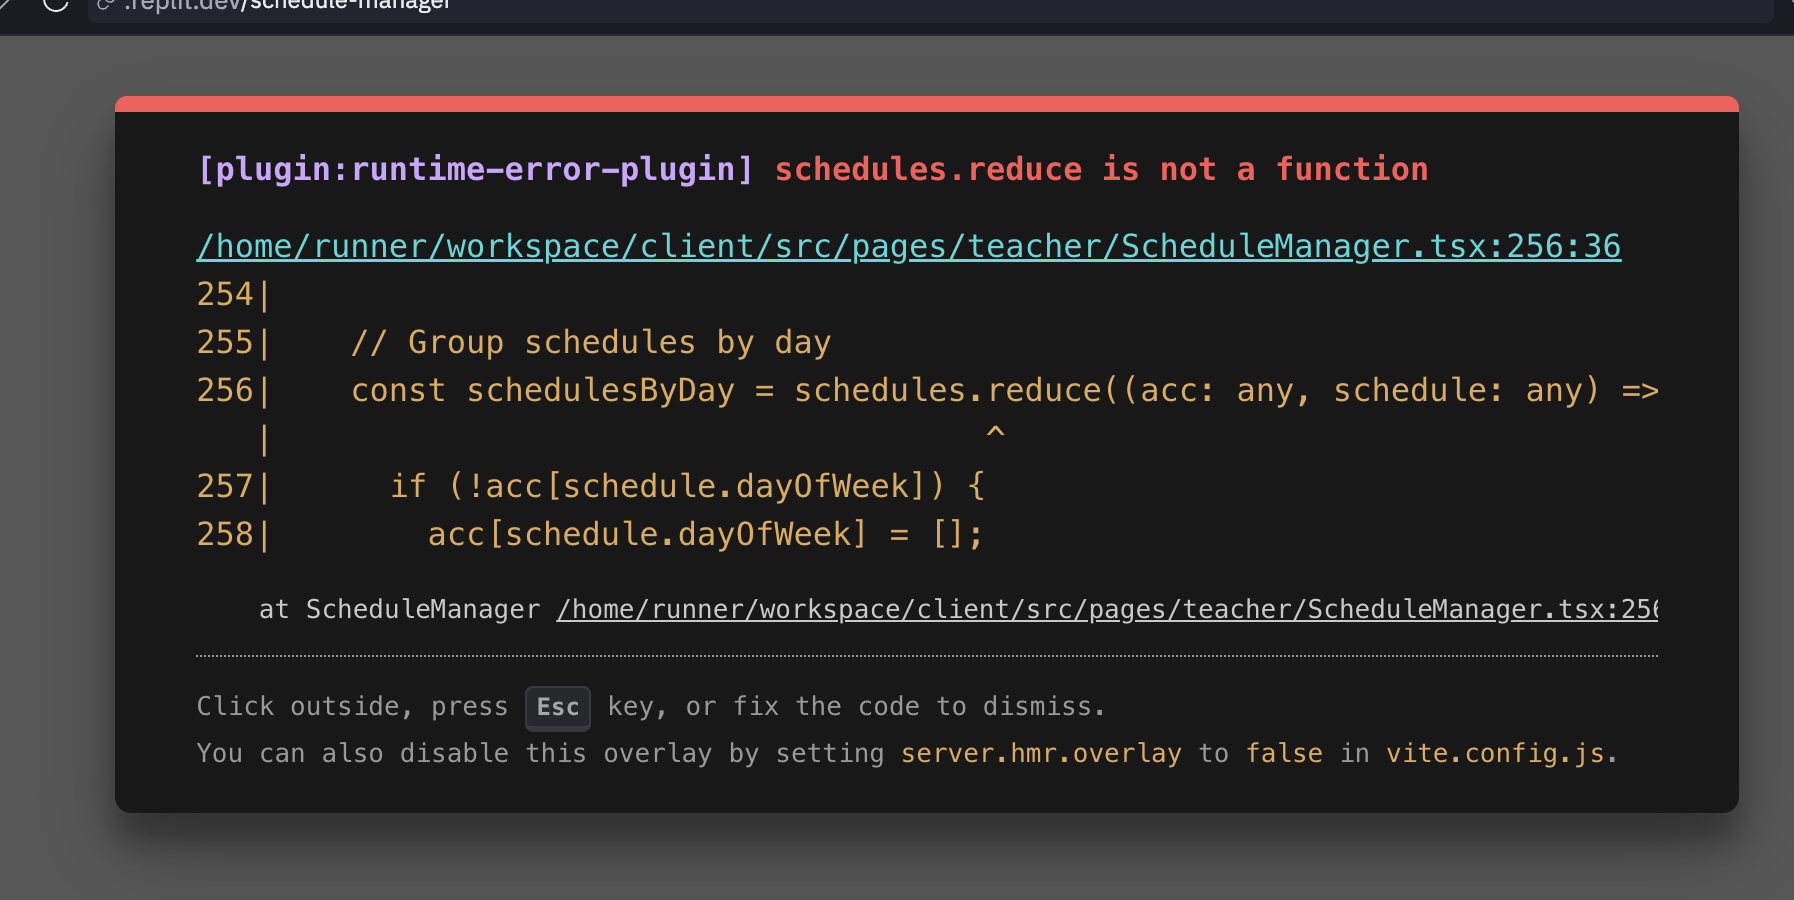 .replit.dev/schedule-manager
[plugin:runtime-error-plugin] schedules.reduce is not a function
/home/runner/workspace/client/src/pages/teacher/ScheduleManager.tsx:256:36
254|
255|    // Group schedules by day
256|    const schedulesByDay = schedules.reduce((acc: any, schedule: any) =>
   |                                     ^
257|      if (!acc[schedule.dayOfWeek]) {
258|        acc[schedule.dayOfWeek] = [];
at ScheduleManager /home/runner/workspace/client/src/pages/teacher/ScheduleManager.tsx:256
Click outside, press Esc key, or fix the code to dismiss.
You can also disable this overlay by setting server.hmr.overlay to false in vite.config.js.